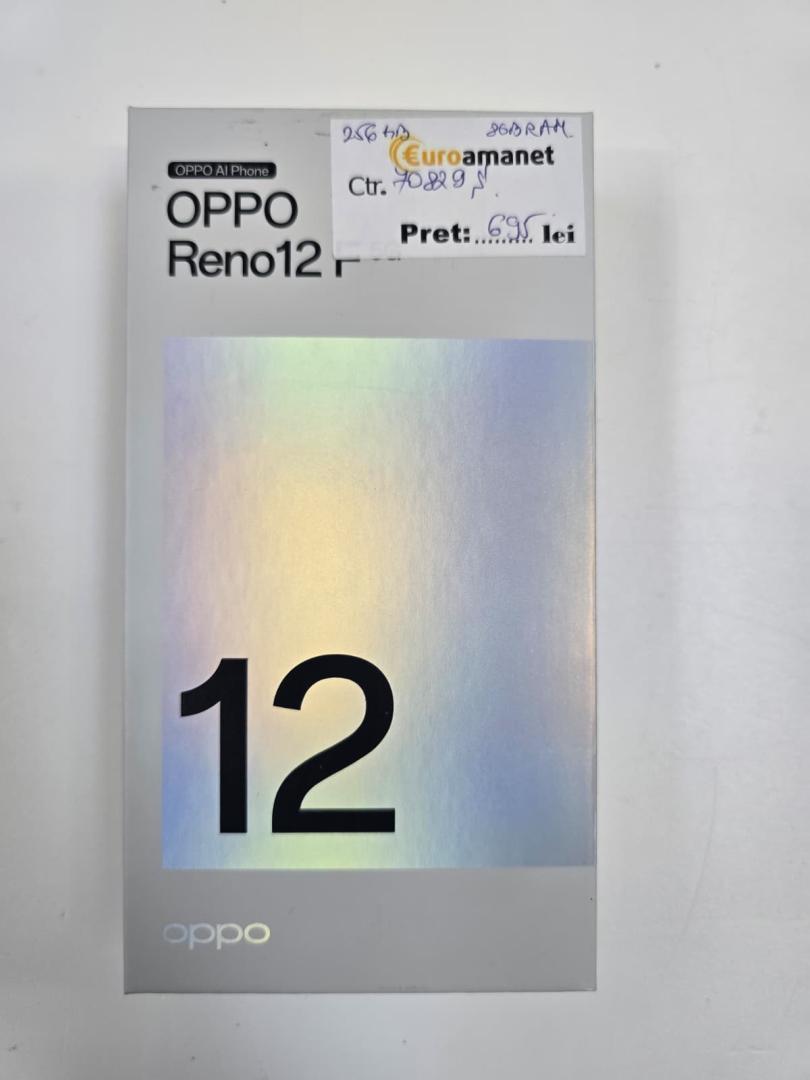 256 GB 8GB RAM
€uroamanet
Ctr. 70829
Pret: 695 lei
OPPO AI Phone
OPPO
Reno12 F
12
oppo